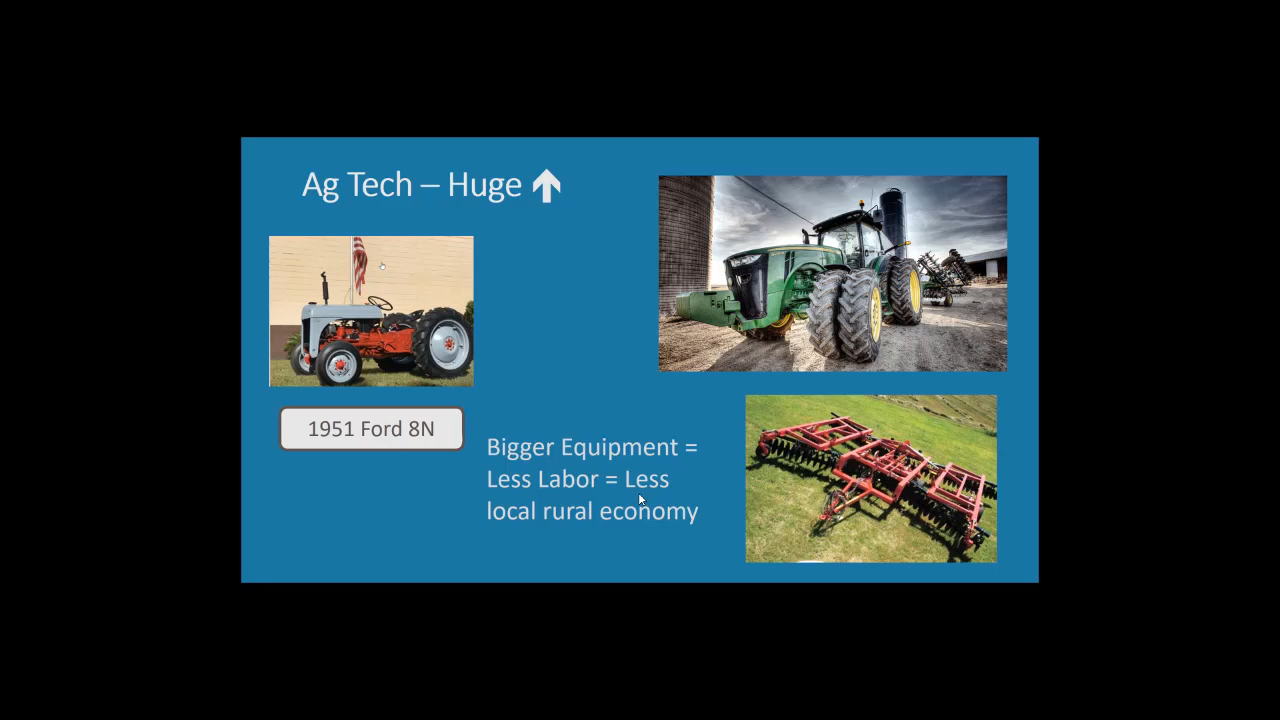 Ag Tech – Huge
1951 Ford 8N
Bigger Equipment =
Less Labor = Less
local rural economy